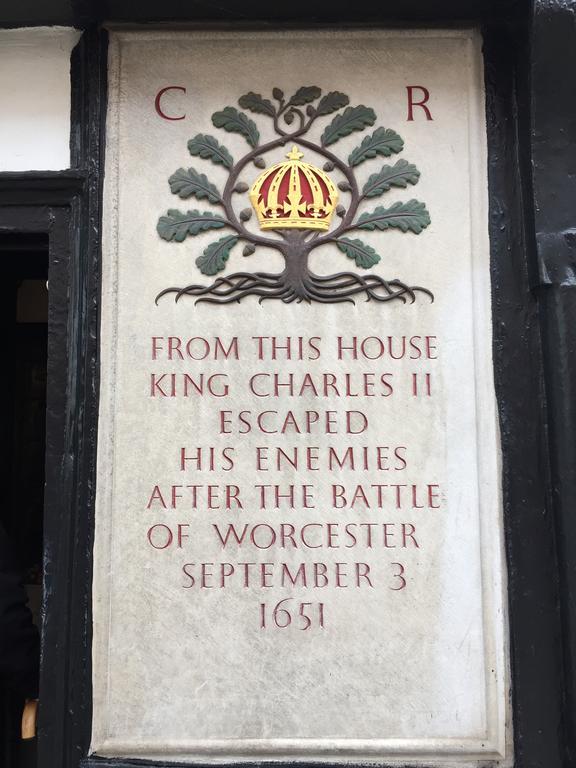 C R
FROM THIS HOUSE
KING CHARLES II
ESCAPED
HIS ENEMIES
AFTER THE BATTLE
OF WORCESTER
SEPTEMBER 3
1651